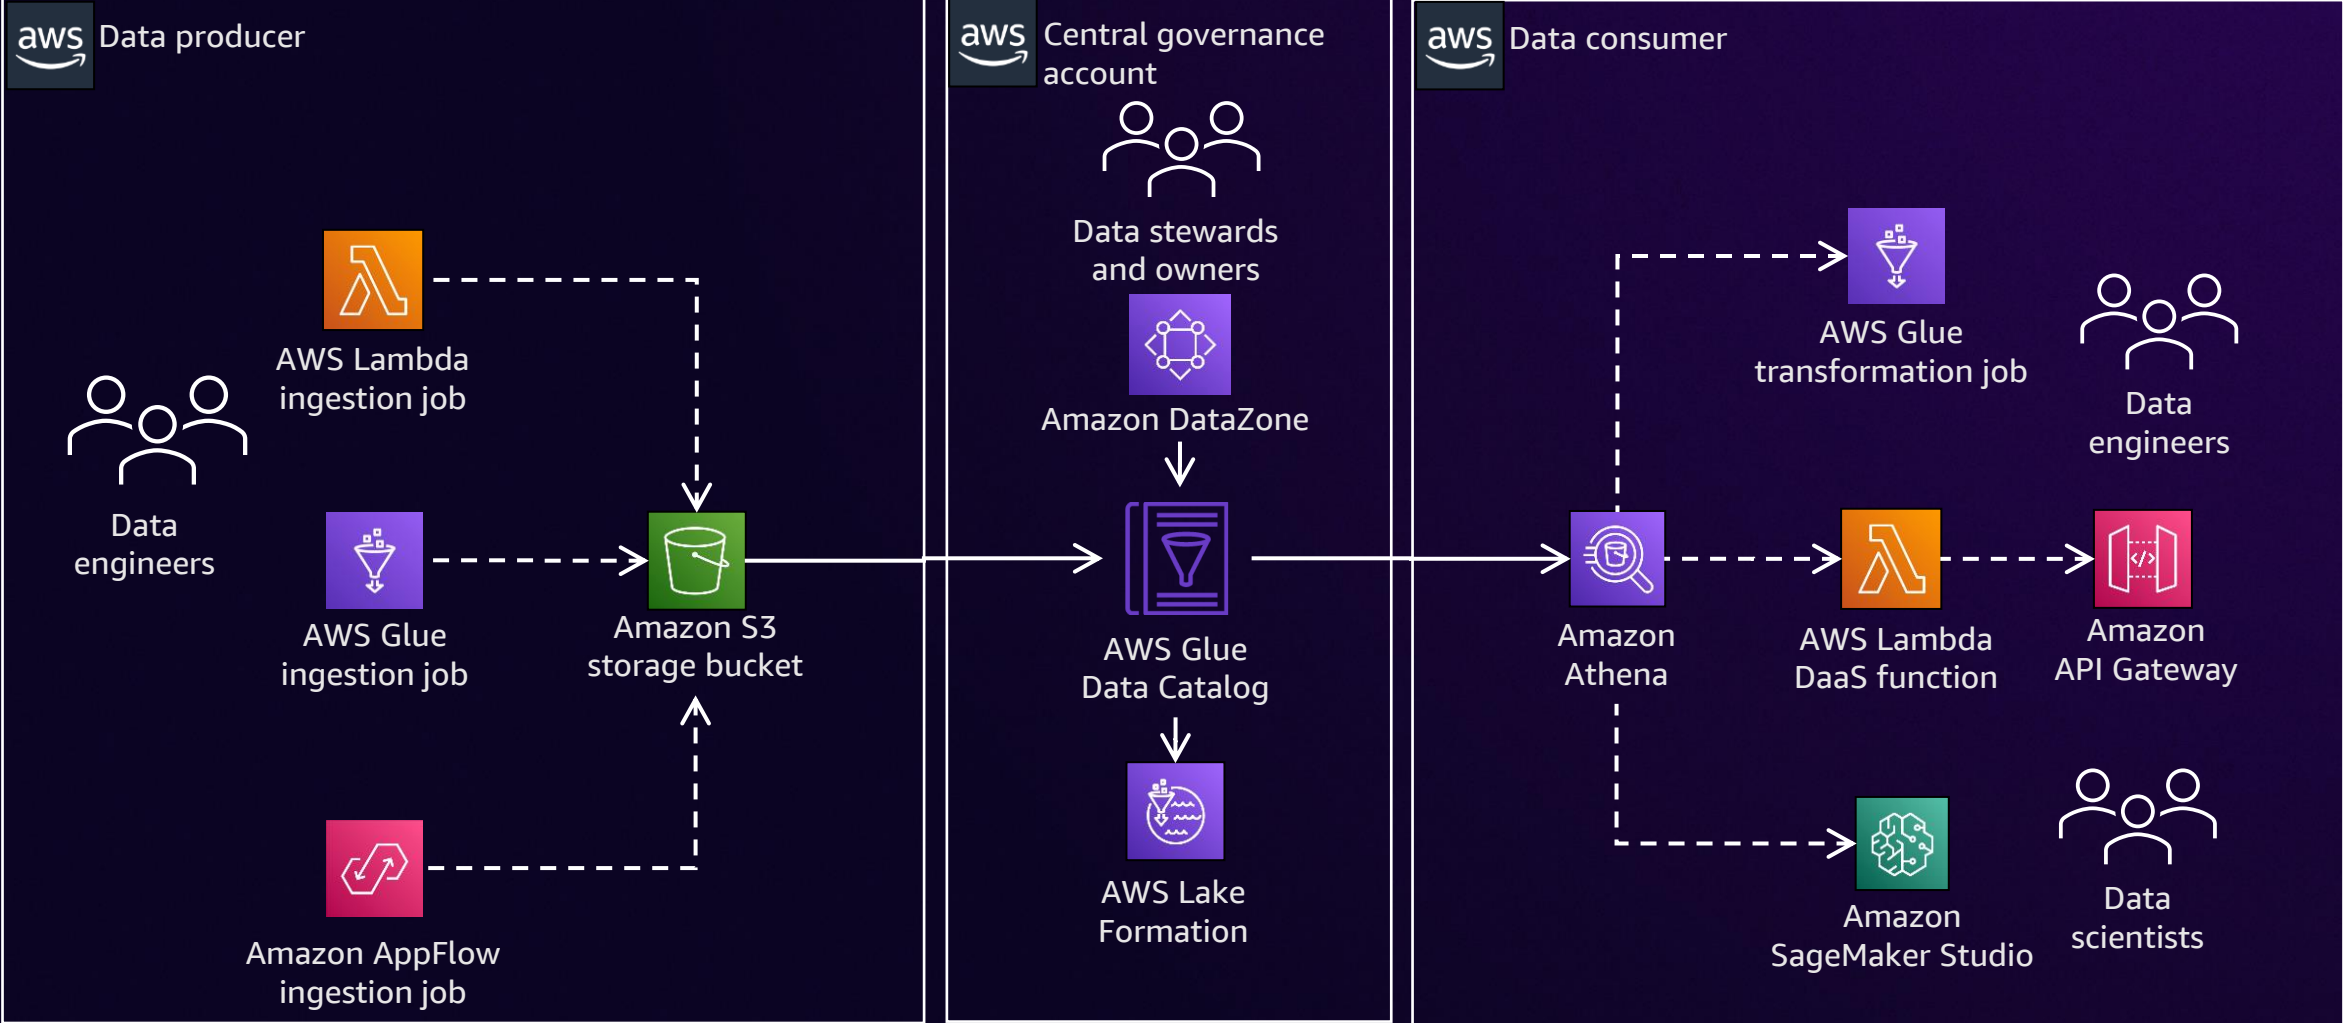 aws
Data producer
AWS Lambda
ingestion job
Data
engineers
AWS Glue
ingestion job
Amazon S3
storage bucket
Amazon AppFlow
ingestion job
aws
Central governance
account
Data stewards
and owners
Amazon DataZone
AWS Glue
Data Catalog
AWS Lake
Formation
aws
Data consumer
AWS Glue
transformation job
Data
engineers
Amazon
Athena
AWS Lambda
DaaS function
</>
Amazon
API Gateway
Amazon
SageMaker Studio
Data
scientists